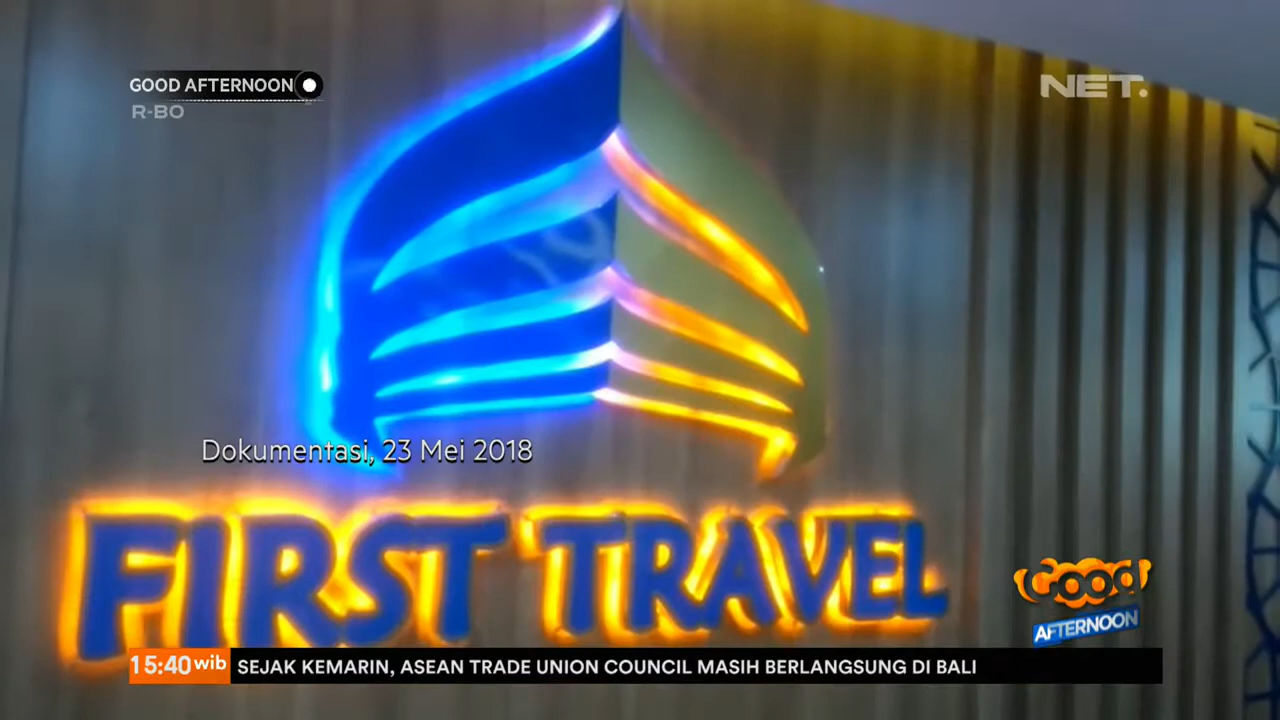 GOOD AFTERNOON
R-BO
NET.
Dokumentasi, 23 Mei 2018
FIRST TRAVEL
Good
AFTERNOON
15:40 wib
SEJAK KEMARIN, ASEAN TRADE UNION COUNCIL MASIH BERLANGSUNG DI BALI